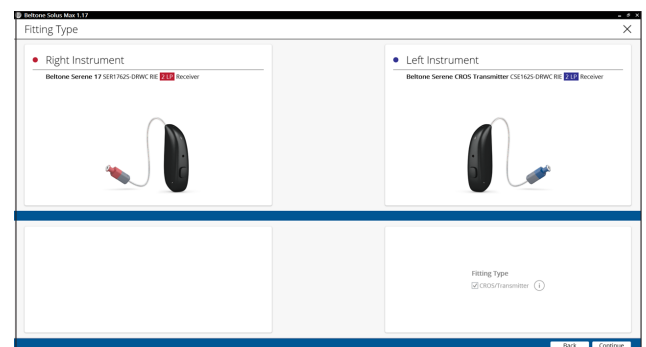 Beltone Solus Max 1.17
Fitting Type
Right Instrument
Beltone Serene 17 SER1762S-DRWC RIE 2 LP Receiver
Left Instrument
Beltone Serene CROS Transmitter CSE162S-DRWC RIE 2 LP Receiver
Fitting Type
CROS/Transmitter i
Back Continue